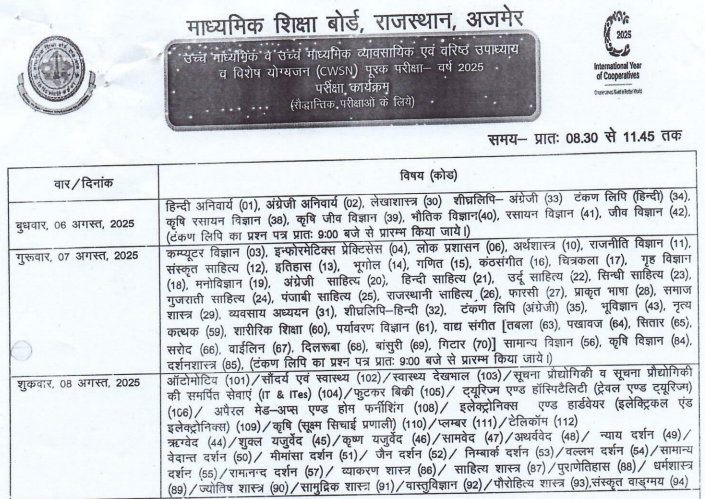 माध्यमिक शिक्षा बोर्ड, राजस्थान, अजमेर
उच्च माध्यमिक व उच्च माध्यमिक व्यावसायिक एवं वरिष्ठ उपाध्याय
व विशेष योग्यजन (CWSN) पूरक परीक्षा– वर्ष 2025
परीक्षा कार्यक्रम
(सैद्धान्तिक परीक्षाओं के लिये)
2025
International Year
of Cooperatives
समय– प्रातः 08.30 से 11.45 तक
वार/दिनांक
विषय (कोड)
बुधवार, 06 अगस्त, 2025
हिन्दी अनिवार्य (01), अंग्रेजी अनिवार्य (02), लेखाशास्त्र (30) शीघ्रलिपि– अंग्रेजी (33) टंकण लिपि (हिन्दी) (34),
कृषि रसायन विज्ञान (38), कृषि जीव विज्ञान (39), भौतिक विज्ञान(40), रसायन विज्ञान (41), जीव विज्ञान (42).
(टंकण लिपि का प्रश्न पत्र प्रातः 9:00 बजे से प्रारम्भ किया जाये।)
गुरूवार, 07 अगस्त, 2025
कम्प्यूटर विज्ञान (03), इन्फोरमेटिक्स प्रेक्टिसेस (04), लोक प्रशासन (06), अर्थशास्त्र (10), राजनीति विज्ञान (11),
संस्कृत साहित्य (12), इतिहास (13), भूगोल (14), गणित (15), कंठसंगीत (16), चित्रकला (17), गृह विज्ञान
(18), मनोविज्ञान (19), अंग्रेजी साहित्य (20), हिन्दी साहित्य (21), उर्दू साहित्य (22), सिन्धी साहित्य (23),
गुजराती साहित्य (24), पंजाबी साहित्य (25), राजस्थानी साहित्य (26), फारसी (27), प्राकृत भाषा (28), समाज
शास्त्र (29), व्यवसाय अध्ययन (31), शीघ्रलिपि–हिन्दी (32), टंकण लिपि (अंग्रेजी) (35), भूविज्ञान (43), नृत्य
कत्थक (59), शारीरिक शिक्षा (60), पर्यावरण विज्ञान (61), वाद्य संगीत [तबला (63), पखावज (64), सितार (65),
सरोद (66), वाईलिन (67), दिलरूबा (68), बांसुरी (69), गिटार (70)] सामान्य विज्ञान (56), कृषि विज्ञान (84),
दर्शनशास्त्र (85), (टंकण लिपि का प्रश्न पत्र प्रातः 9:00 बजे से प्रारम्भ किया जाये।)
शुक्रवार, 08 अगस्त, 2025
ऑटोमोटिव (101)/सौंदर्य एवं स्वास्थ्य (102)/स्वास्थ्य देखभाल (103)/सूचना प्रोद्योगिकी व सूचना प्रौद्योगिकी
की समर्पित सेवाएं (IT & ITes) (104)/फुटकर बिक्री (105)/ ट्यूरिज्म एण्ड हॉस्पिटैलिटी (ट्रेवल एण्ड ट्यूरिज्म)
(106)/ अपैरल मेड–अप्स एण्ड होम फर्नीशिंग (108)/ इलेक्ट्रोनिक्स एण्ड हार्डवेयर (इलेक्ट्रिकल एंड
इलेक्ट्रोनिक्स) (109)/कृषि (सूक्ष्म सिचाई प्रणाली) (110)/प्लम्बर (111)/टेलिकॉम (112)
ऋग्वेद (44)/शुक्ल यजुर्वेद (45)/कृष्ण यजुर्वेद (46)/सामवेद (47)/अथर्ववेद (48)/ न्याय दर्शन (49)/
वेदान्त दर्शन (50)/ मीमांसा दर्शन (51)/ जैन दर्शन (52)/ निम्बार्क दर्शन (53)/वल्लभ दर्शन (54)/सामान्य
दर्शन (55)/रामानन्द दर्शन (57)/ व्याकरण शास्त्र (86)/ साहित्य शास्त्र (87)/पुराणेतिहास (88)/ धर्मशास्त्र
(89)/ज्योतिष शास्त्र (90)/सामुद्रिक शास्त्र (91)/वास्तुविज्ञान (92)/पौरोहित्य शास्त्र (93).संस्कृत वाङ्मय (94)